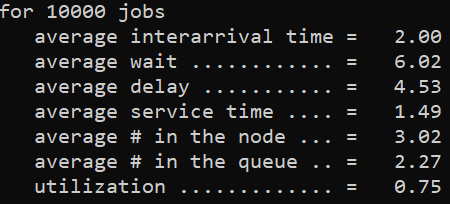 for 10000 jobs
average interarrival time = 2.00
average wait ............ = 6.02
average delay ........... = 4.53
average service time .... = 1.49
average # in the node ... = 3.02
average # in the queue .. = 2.27
utilization ............. = 0.75